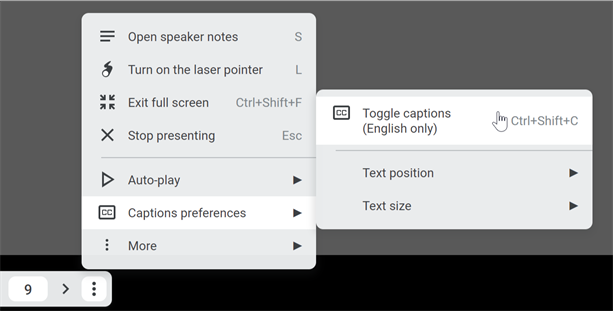 Open speaker notes S
Turn on the laser pointer L
Exit full screen Ctrl+Shift+F
Stop presenting Esc
Auto-play
CC Captions preferences
More
CC Toggle captions Ctrl+Shift+C
(English only)
Text position
Text size
9